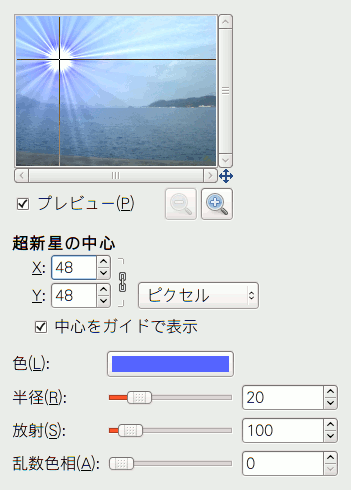 プレビュー(P)
超新星の中心
X: 48
Y: 48 ピクセル
中心をガイドで表示
色(L):
半径(R): 20
放射(S): 100
乱数色相(A): 0